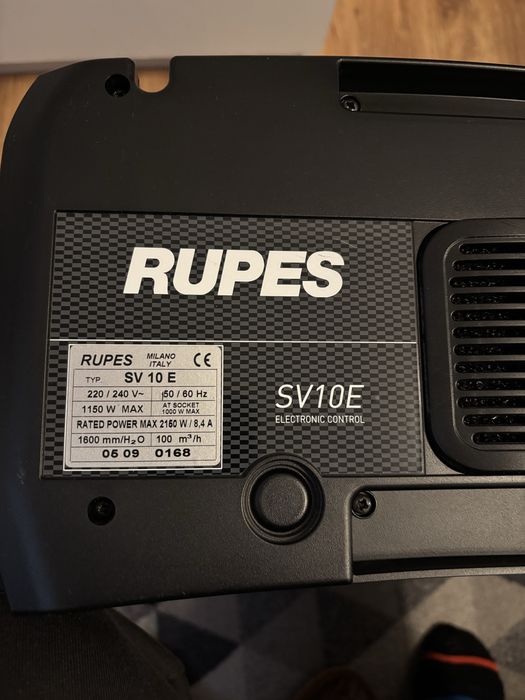 RUPES
RUPES MILANO ITALY CE
TYP. SV 10 E
220 / 240 V~ 50 / 60 Hz
1150 W MAX AT SOCKET 1000 W MAX
RATED POWER MAX 2150 W / 8,4 A
1600 mm/H₂O 100 m³/h
05 09 0168
SV10E
ELECTRONIC CONTROL